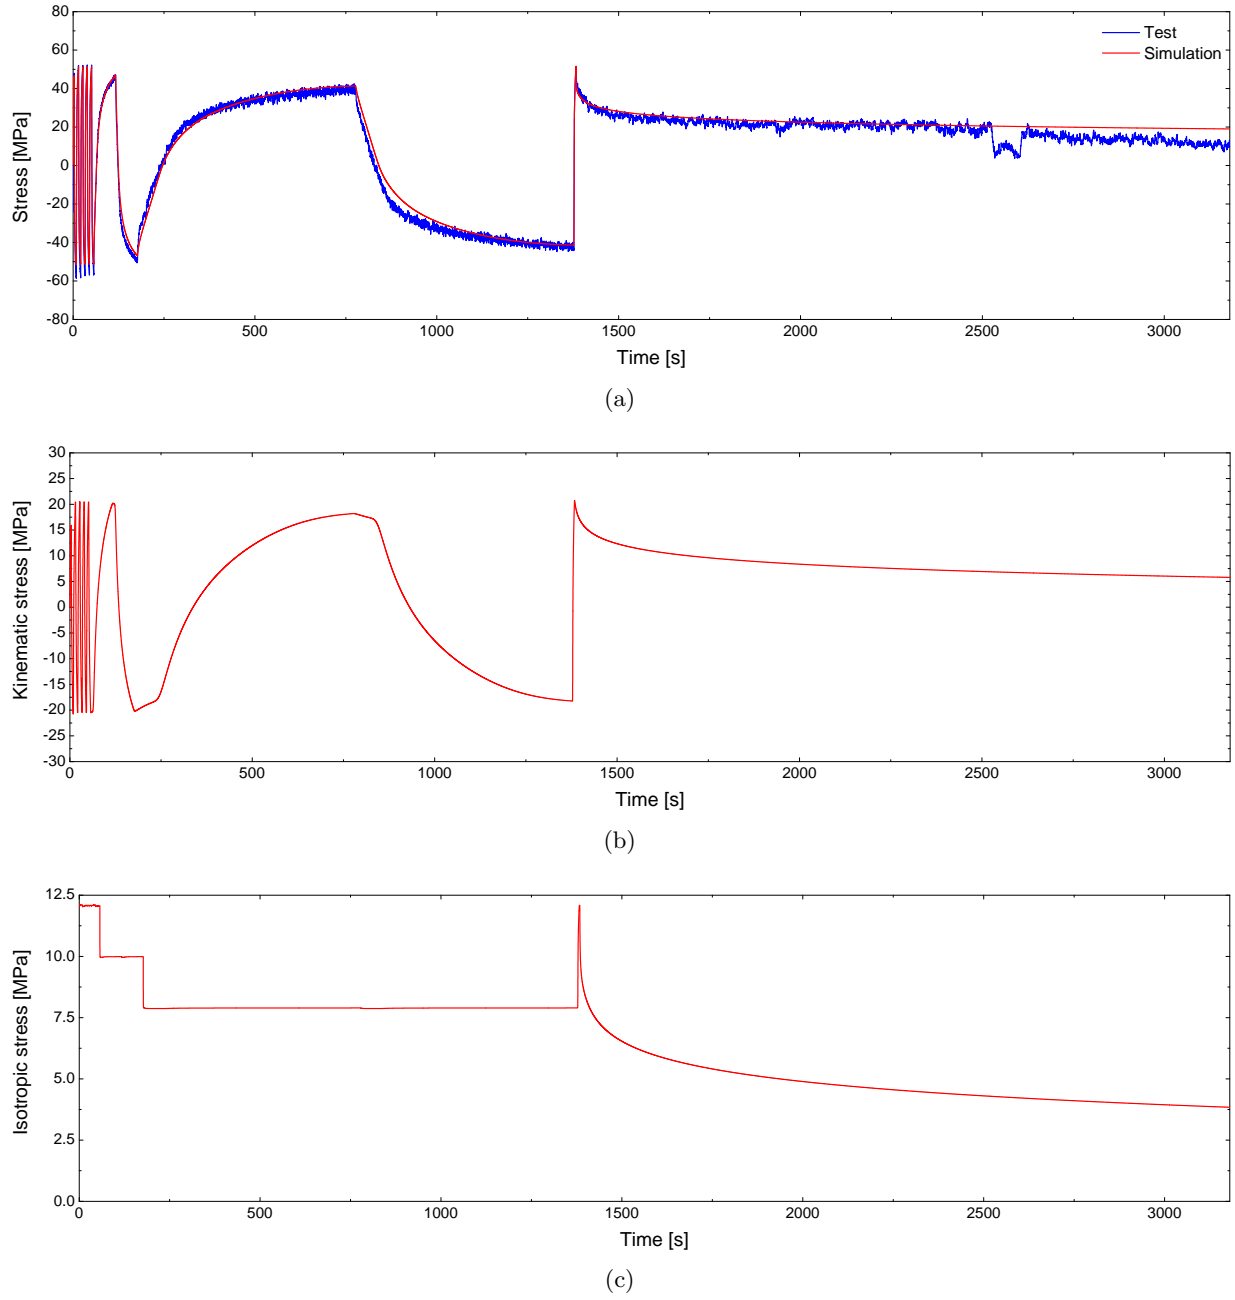 80
60
40
20
0
-20
-40
-60
-80
Stress [MPa]
Test
Simulation
0 500 1000 1500 2000 2500 3000
Time [s]
(a)
30
25
20
15
10
5
0
-5
-10
-15
-20
-25
-30
Kinematic stress [MPa]
0 500 1000 1500 2000 2500 3000
Time [s]
(b)
12.5
10.0
7.5
5.0
2.5
0.0
Isotropic stress [MPa]
0 500 1000 1500 2000 2500 3000
Time [s]
(c)